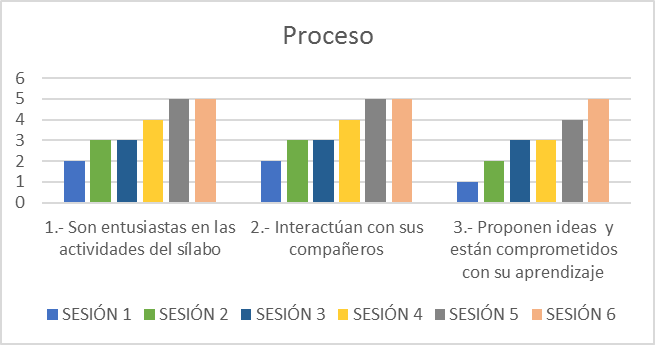 Proceso
6
5
4
3
2
1
0
1.- Son entusiastas en las
actividades del sílabo
2.- Interactúan con sus
compañeros
3.- Proponen ideas  y
están comprometidos
con su aprendizaje
SESIÓN 1
SESIÓN 2
SESIÓN 3
SESIÓN 4
SESIÓN 5
SESIÓN 6